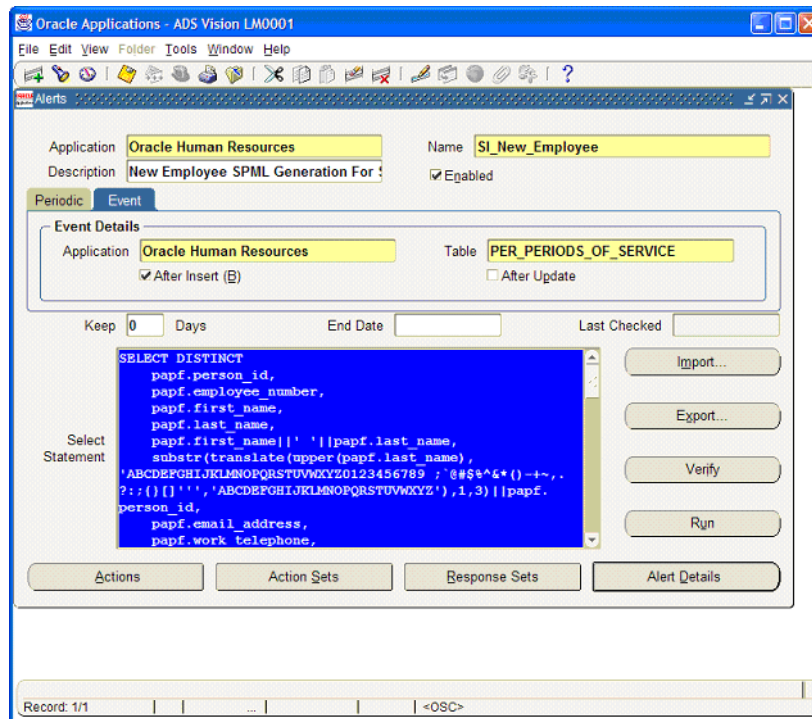 Oracle Applications - ADS Vision LM0001
File Edit View Folder Tools Window Help
Alerts
Application Oracle Human Resources Name SI_New_Employee
Description New Employee SPML Generation For Enabled
Periodic Event
Event Details
Application Oracle Human Resources Table PER_PERIODS_OF_SERVICE
After Insert (B) After Update
Keep 0 Days End Date Last Checked
SELECT DISTINCT
papf.person_id,
papf.employee_number,
papf.first_name,
papf.last_name,
papf.first_name||' '||papf.last_name,
substr(translate(upper(papf.last_name),
'ABCDEFGHIJKLMNOPQRSTUVWXYZ0123456789 ;`@#$%^&*()-+~,.
?:;{}[]''','ABCDEFGHIJKLMNOPQRSTUVWXYZ'),1,3)||papf.
person_id,
papf.email_address,
papf.work_telephone,
Select
Statement
Import...
Export...
Verify
Run
Actions Action Sets Response Sets Alert Details
Record: 1/1 ... <OSC>